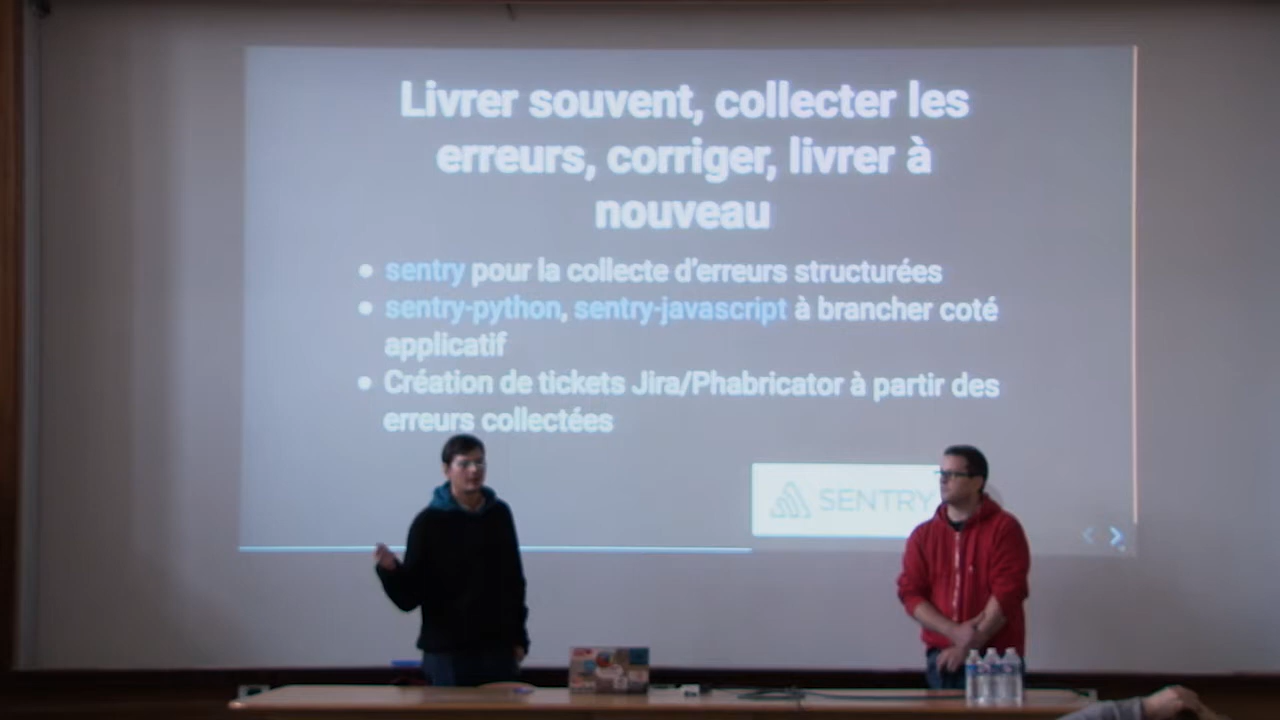 Livrer souvent, collecter les
erreurs, corriger, livrer à
nouveau
sentry pour la collecte d'erreurs structurées
sentry-python, sentry-javascript à brancher coté
applicatif
Création de tickets Jira/Phabricator à partir des
erreurs collectées
SENTRY